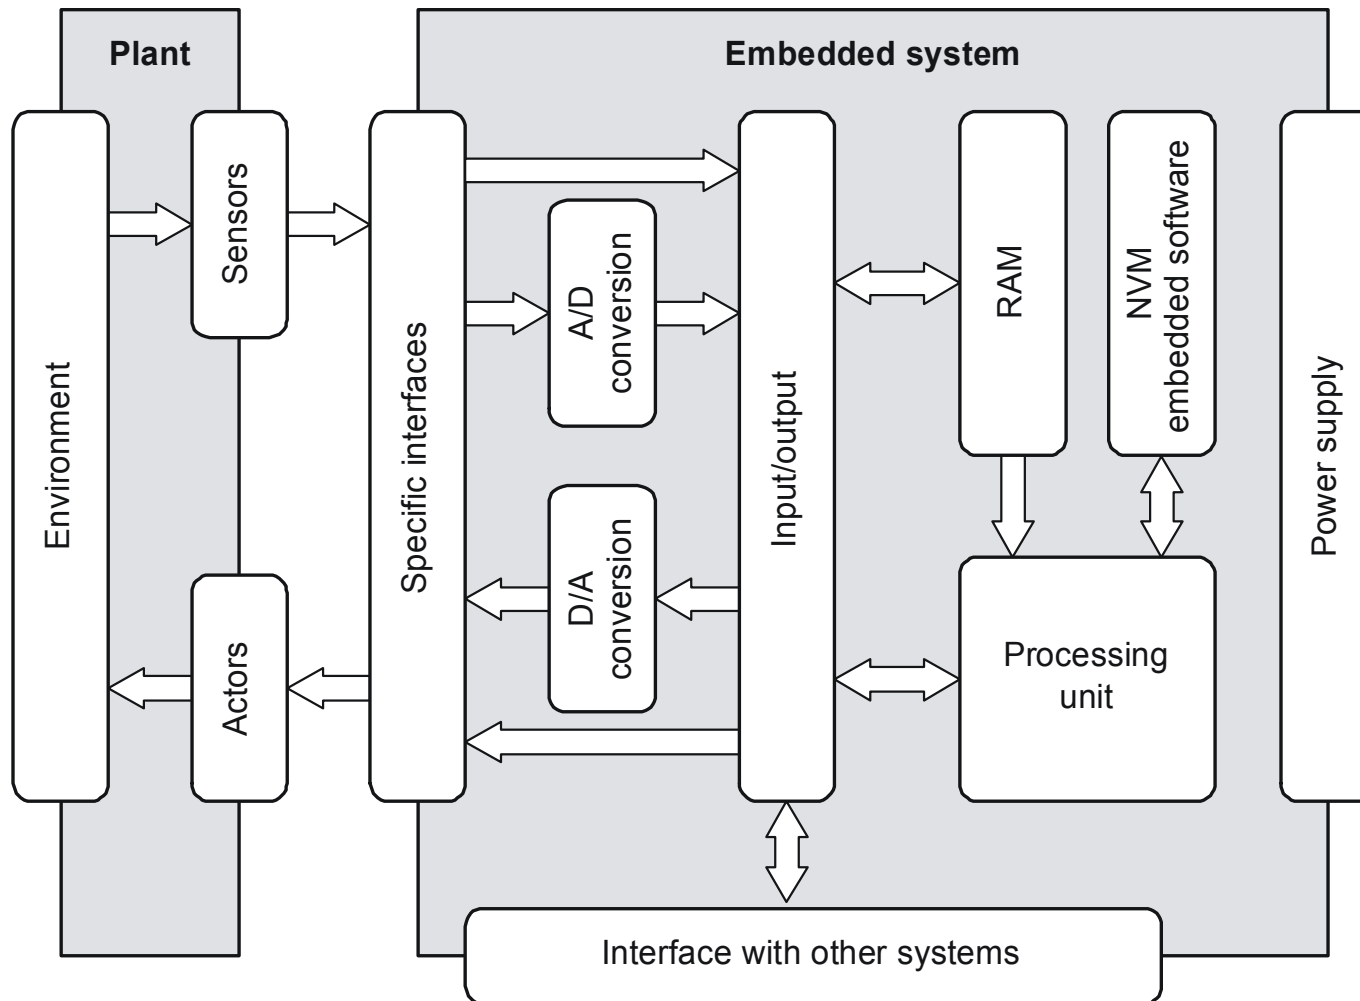 Plant
Embedded system
Environment
Sensors
Actors
Specific interfaces
A/D
conversion
D/A
conversion
Input/output
RAM
NVM
embedded software
Processing
unit
Power supply
Interface with other systems